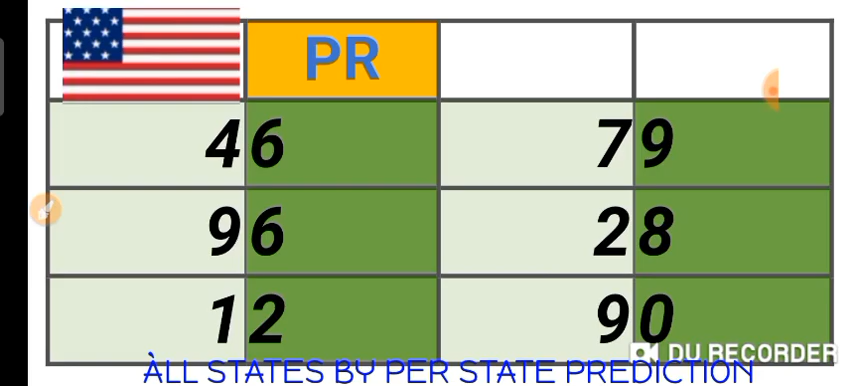 PR
46 79
96 28
12 90
DU RECORDER
ÀLL STATES BY PER STATE PREDICTION